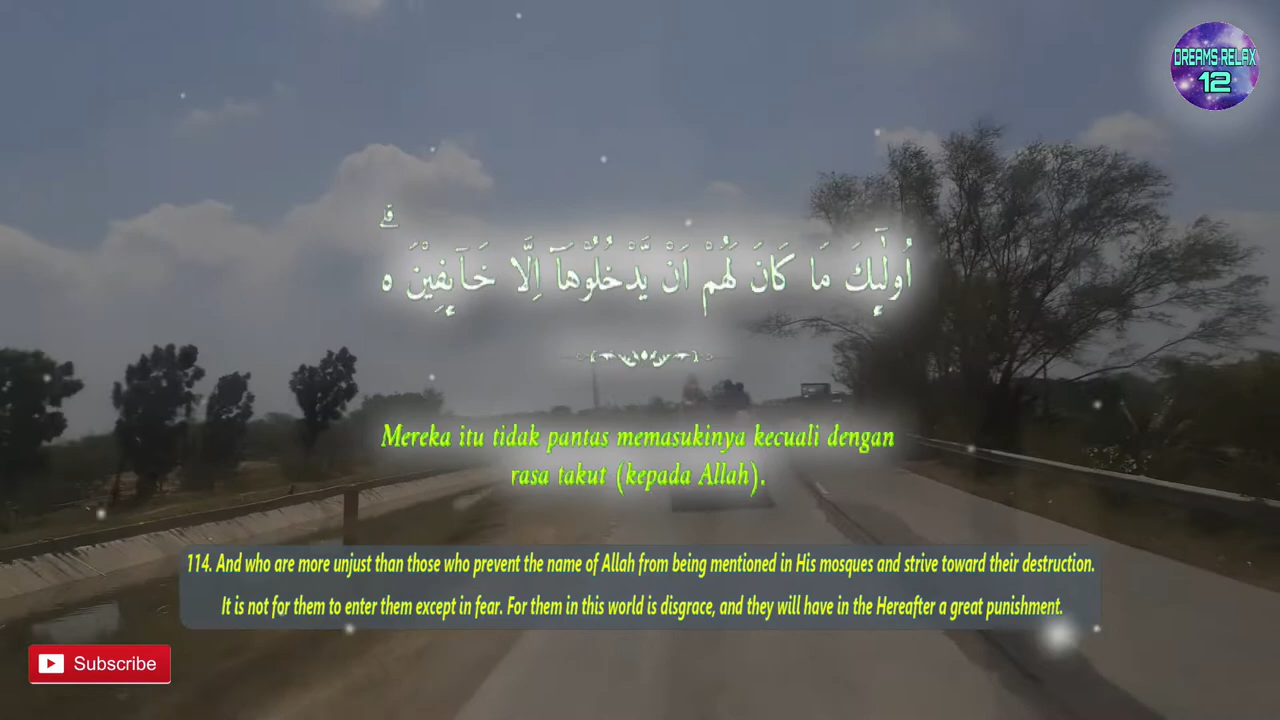 DREAMS RELAX
12
اُولٰۤىِٕكَ مَا كَانَ لَهُمْ اَنْ يَّدْخُلُوْهَآ اِلَّا خَاۤىِٕفِيْنَ ەۗ
Mereka itu tidak pantas memasukinya kecuali dengan
rasa takut (kepada Allah).
114. And who are more unjust than those who prevent the name of Allah from being mentioned in His mosques and strive toward their destruction.
It is not for them to enter them except in fear. For them in this world is disgrace, and they will have in the Hereafter a great punishment.
Subscribe